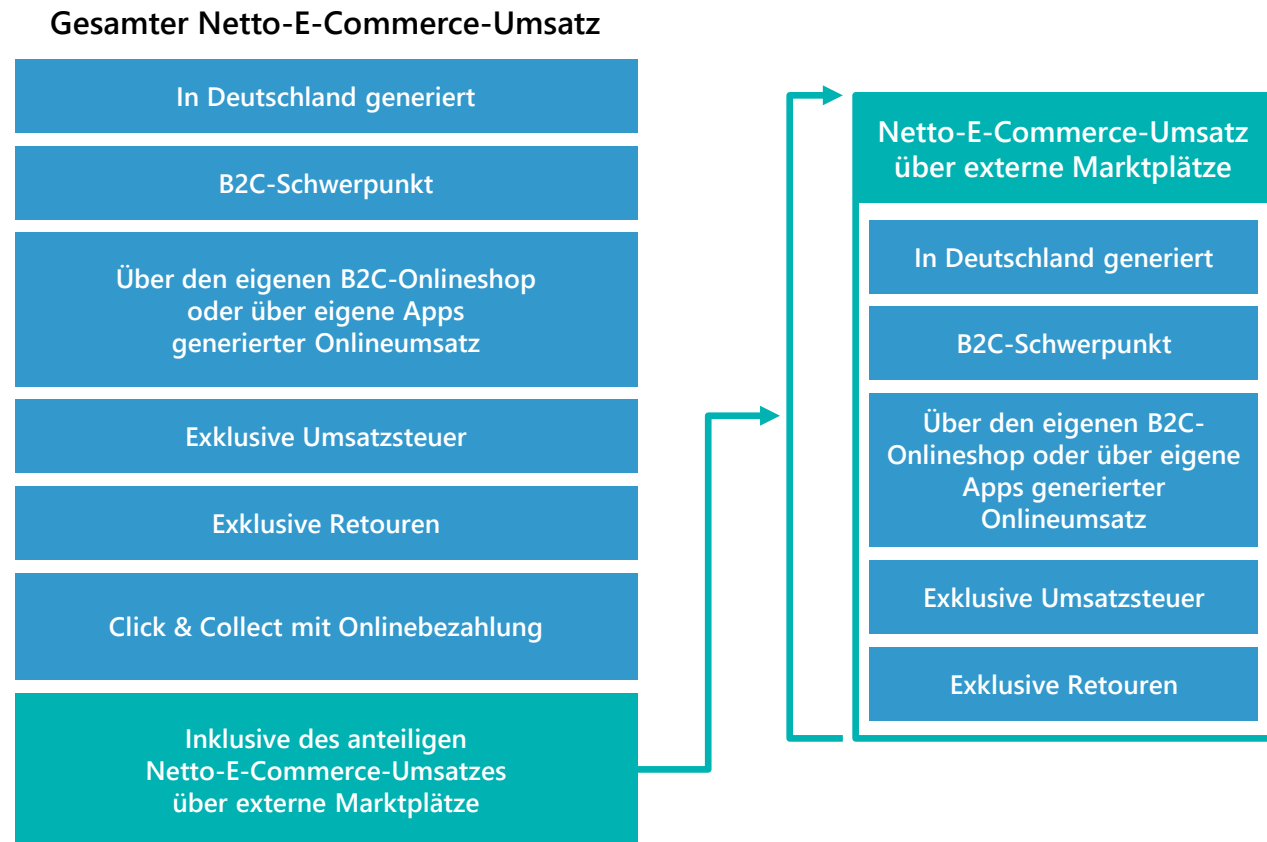 Gesamter Netto-E-Commerce-Umsatz
In Deutschland generiert
B2C-Schwerpunkt
Über den eigenen B2C-Onlineshop
oder über eigene Apps
generierter Onlineumsatz
Exklusive Umsatzsteuer
Exklusive Retouren
Click & Collect mit Onlinebezahlung
Inklusive des anteiligen
Netto-E-Commerce-Umsatzes
über externe Marktplätze
Netto-E-Commerce-Umsatz
über externe Marktplätze
In Deutschland generiert
B2C-Schwerpunkt
Über den eigenen B2C-
Onlineshop oder über eigene
Apps generierter
Onlineumsatz
Exklusive Umsatzsteuer
Exklusive Retouren